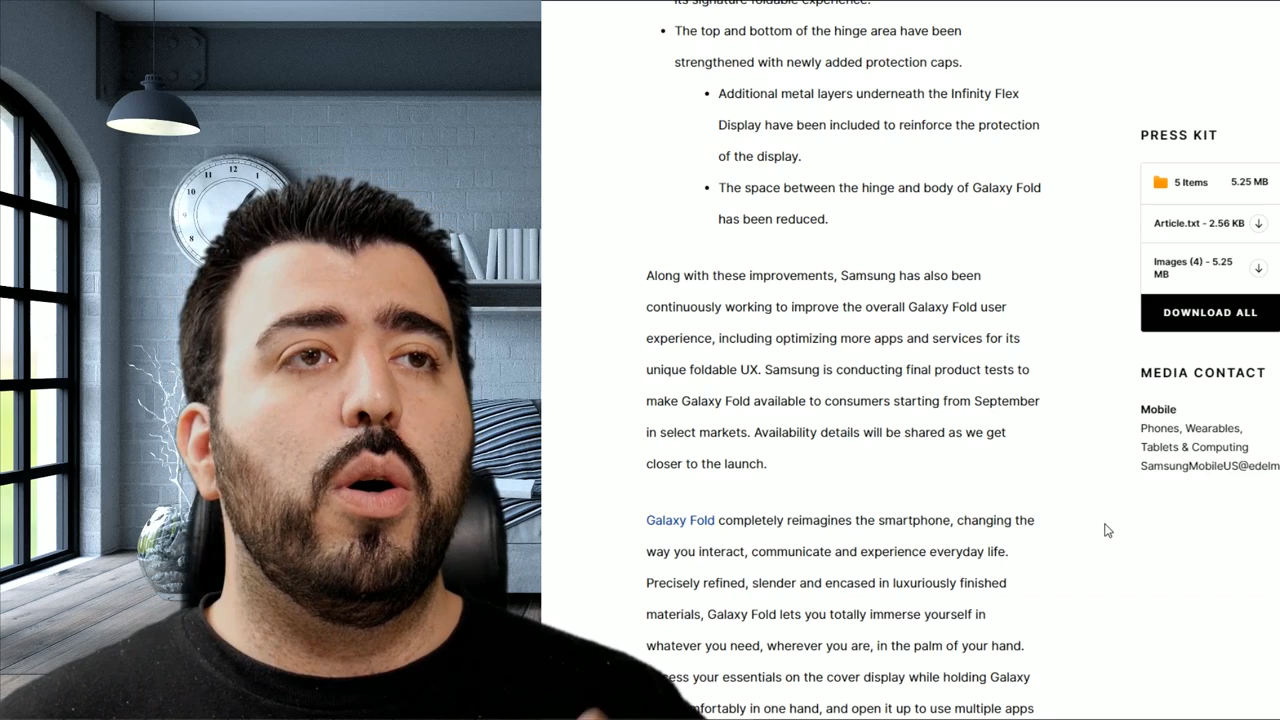 its signature foldable experience.
• The top and bottom of the hinge area have been
strengthened with newly added protection caps.
• Additional metal layers underneath the Infinity Flex
Display have been included to reinforce the protection
of the display.
• The space between the hinge and body of Galaxy Fold
has been reduced.
Along with these improvements, Samsung has also been
continuously working to improve the overall Galaxy Fold user
experience, including optimizing more apps and services for its
unique foldable UX. Samsung is conducting final product tests to
make Galaxy Fold available to consumers starting from September
in select markets. Availability details will be shared as we get
closer to the launch.
Galaxy Fold completely reimagines the smartphone, changing the
way you interact, communicate and experience everyday life.
Precisely refined, slender and encased in luxuriously finished
materials, Galaxy Fold lets you totally immerse yourself in
whatever you need, wherever you are, in the palm of your hand.
your essentials on the cover display while holding Galaxy
in one hand, and open it up to use multiple apps
PRESS KIT
5 Items 5.25 MB
Article.txt - 2.56 KB
Images (4) - 5.25
MB
DOWNLOAD ALL
MEDIA CONTACT
Mobile
Phones, Wearables,
Tablets & Computing
SamsungMobileUS@edelm
10 11 12 1